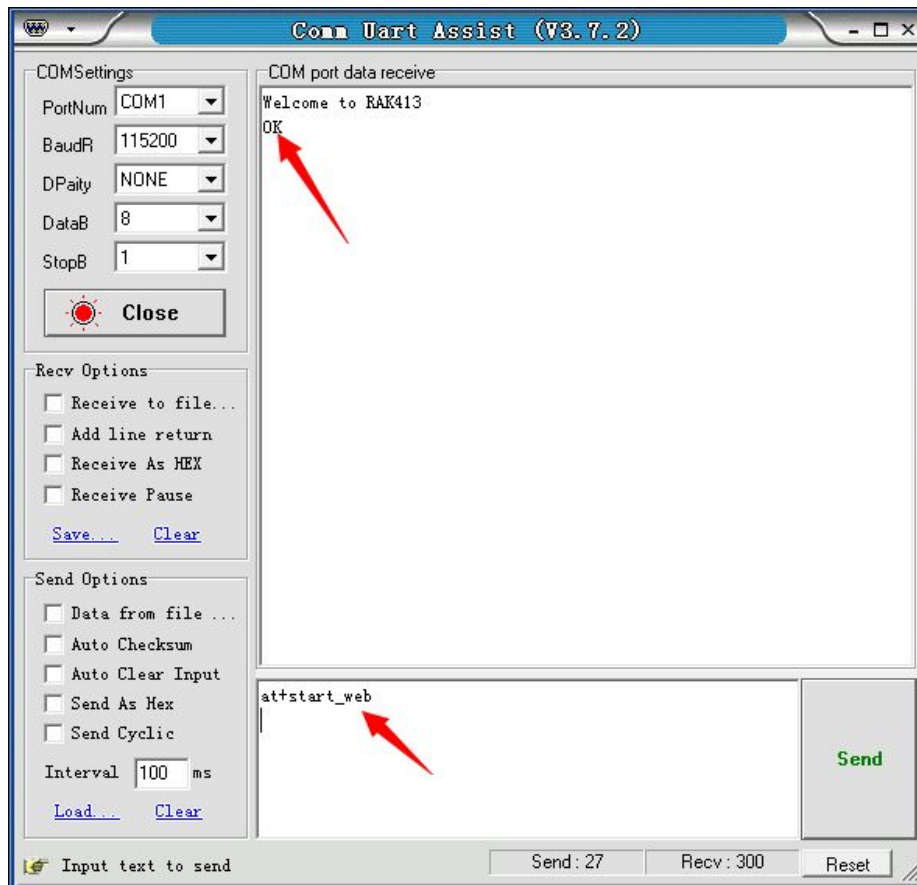 Comm Uart Assist (V3.7.2)
COMSettings
PortNum COM1
BaudR 115200
DPaity NONE
DataB 8
StopB 1
Close
Recv Options
Receive to file...
Add line return
Receive As HEX
Receive Pause
Save... Clear
Send Options
Data from file ...
Auto Checksum
Auto Clear Input
Send As Hex
Send Cyclic
Interval 100 ms
Load... Clear
COM port data receive
Welcome to RAK413
OK
at+start_web
Send
Input text to send
Send : 27 Recv : 300 Reset